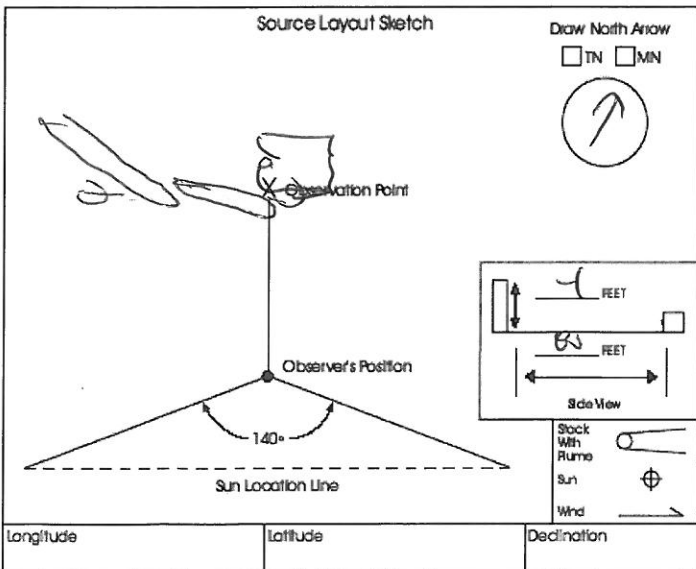 Source Layout Sketch
Draw North Arrow
TN MN
Observation Point
FEET
Observer's Position
FEET
Side View
140°
Stack
With
Plume
Sun
Sun Location Line
Wind
Longitude
Latitude
Declination